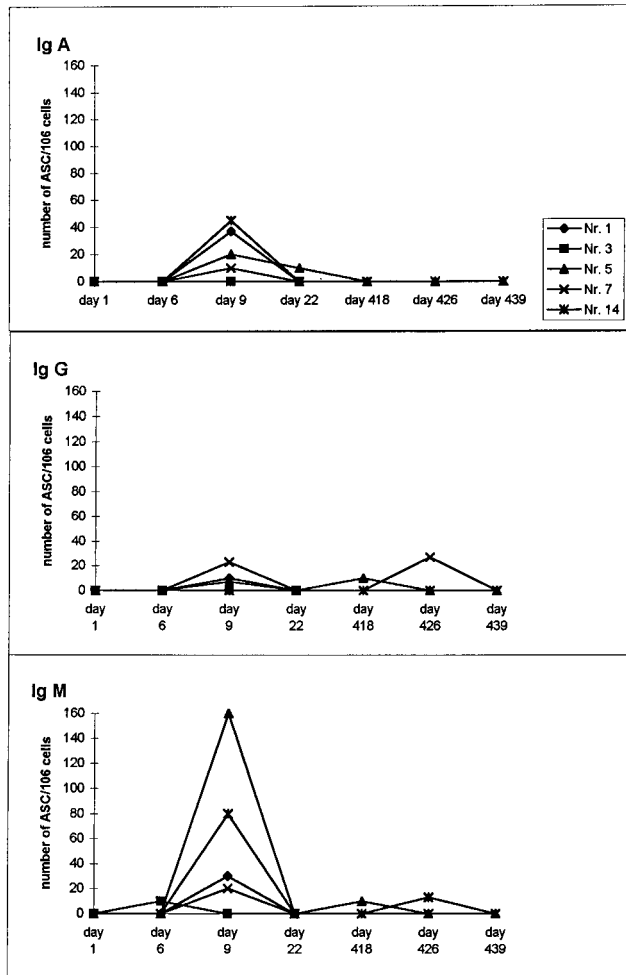 Ig A
number of ASC/106 cells
160
140
120
100
80
60
40
20
0
day 1 day 6 day 9 day 22 day 418 day 426 day 439
Nr. 1
Nr. 3
Nr. 5
Nr. 7
Nr. 14
Ig G
number of ASC/106 cells
160
140
120
100
80
60
40
20
0
day day day day day day day
1 6 9 22 418 426 439
Ig M
number of ASC/106 cells
160
140
120
100
80
60
40
20
0
day day day day day day day
1 6 9 22 418 426 439